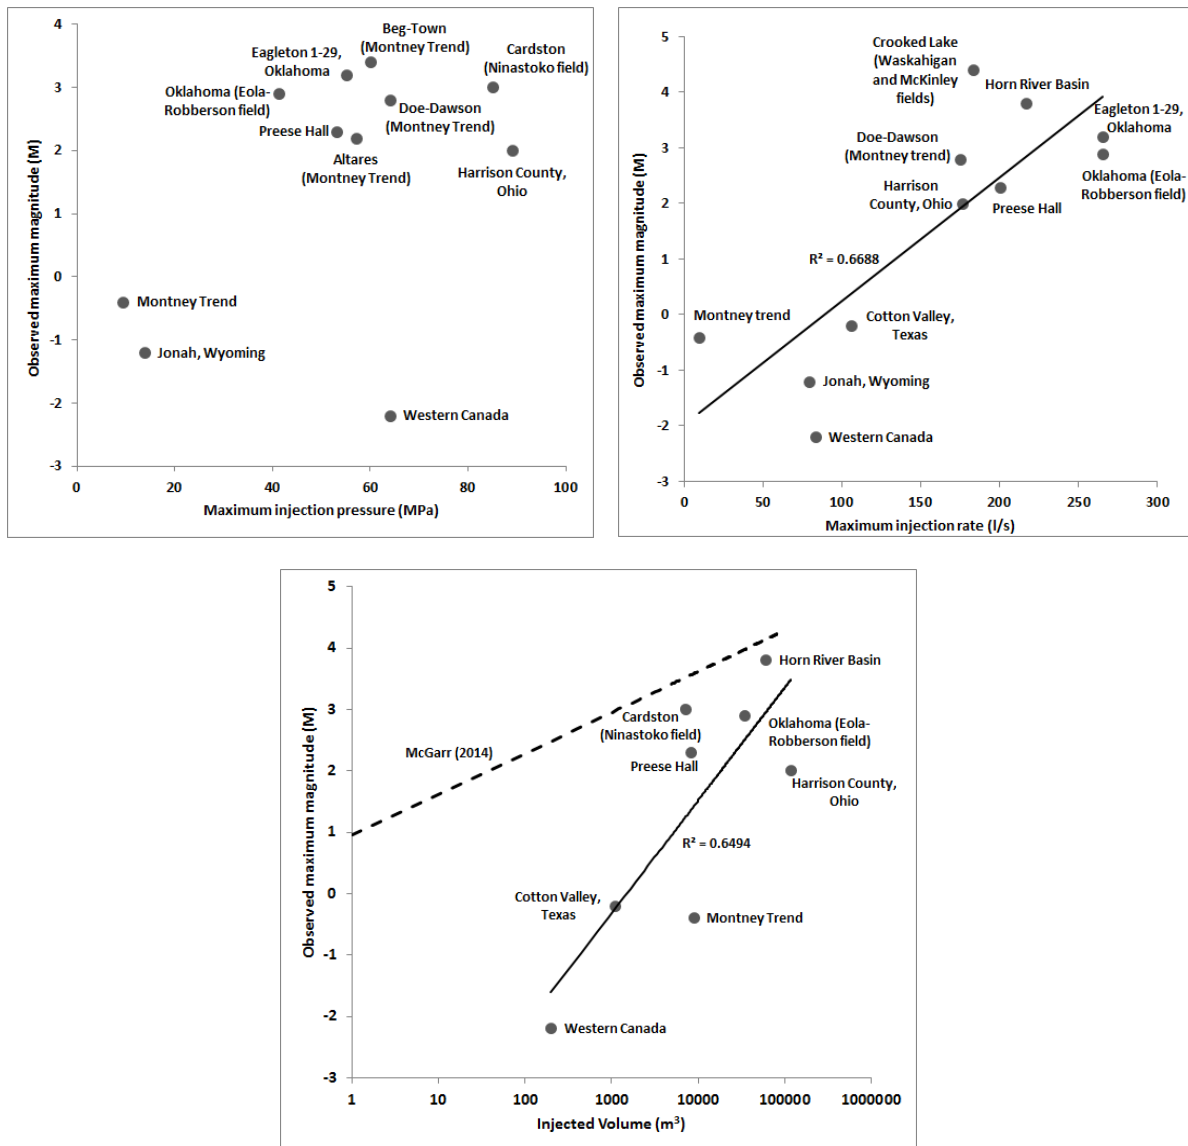 4
3
2
1
0
-1
-2
-3
0
20
40
60
80
100
Observed maximum magnitude (M)
Maximum injection pressure (MPa)
Beg-Town
(Montney Trend)
Cardston
(Ninastoko field)
Eagleton 1-29,
Oklahoma
Oklahoma (Eola-
Robberson field)
Doe-Dawson
(Montney Trend)
Preese Hall
Altares
(Montney Trend)
Harrison County,
Ohio
Montney Trend
Jonah, Wyoming
Western Canada
5
4
3
2
1
0
-1
-2
-3
0
50
100
150
200
250
300
Observed maximum magnitude (M)
Maximum injection rate (l/s)
Crooked Lake
(Waskahigan
and McKinley
fields)
Horn River Basin
Eagleton 1-29,
Oklahoma
Doe-Dawson
(Montney trend)
Oklahoma (Eola-
Robberson field)
Harrison
County, Ohio
Preese Hall
R² = 0.6688
Montney trend
Cotton Valley,
Texas
Jonah, Wyoming
Western Canada
5
4
3
2
1
0
-1
-2
-3
1
10
100
1000
10000
100000
1000000
Observed maximum magnitude (M)
Injected Volume (m³)
Horn River Basin
Cardston
(Ninastoko field)
Oklahoma (Eola-
Robberson field)
McGarr (2014)
Preese Hall
Harrison County,
Ohio
R² = 0.6494
Cotton Valley,
Texas
Montney Trend
Western Canada